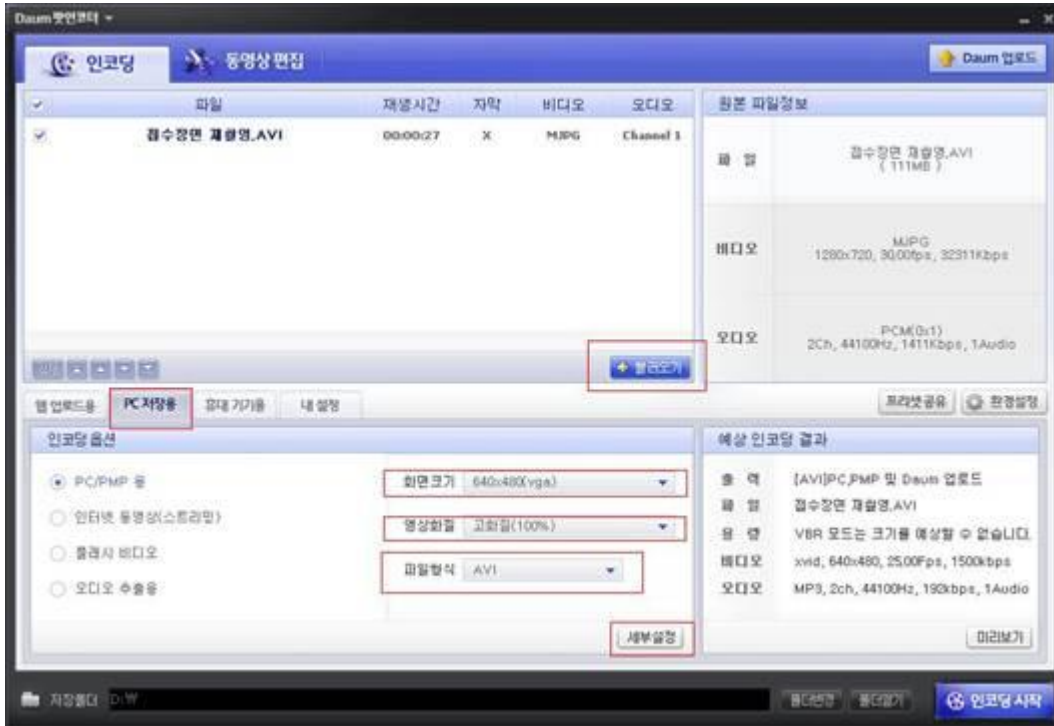 Daum 팟인코더
인코딩
동영상 편집
Daum 업로드
파일 재생시간 자막 비디오 오디오
접수장면 재촬영.AVI 00:00:27 X MJPG Channel 1
원본 파일정보
파 일
접수장면 재촬영.AVI
( 111MB )
비디오
MJPG
1280x720, 30.00fps, 32311Kbps
오디오
PCM(0x1)
2Ch, 44100Hz, 1411Kbps, 1Audio
불러오기
웹 업로드용 PC 저장용 휴대 기기용 내 설정
프리셋 공유 환경설정
인코딩 옵션
PC/PMP 용
인터넷 동영상(스트리밍)
플래시 비디오
오디오 추출용
화면크기 640x480(vga)
영상화질 고화질(100%)
파일형식 AVI
세부설정
예상 인코딩 결과
출 력 [AVI]PC,PMP 및 Daum 업로드
파 일 접수장면 재촬영.AVI
용 량 VBR 모드는 크기를 예상할 수 없습니다.
비디오 xvid, 640x480, 25.00Fps, 1500kbps
오디오 MP3, 2ch, 44100Hz, 192kbps, 1Audio
미리보기
저장폴더 D:\
폴더변경 폴더열기
인코딩 시작